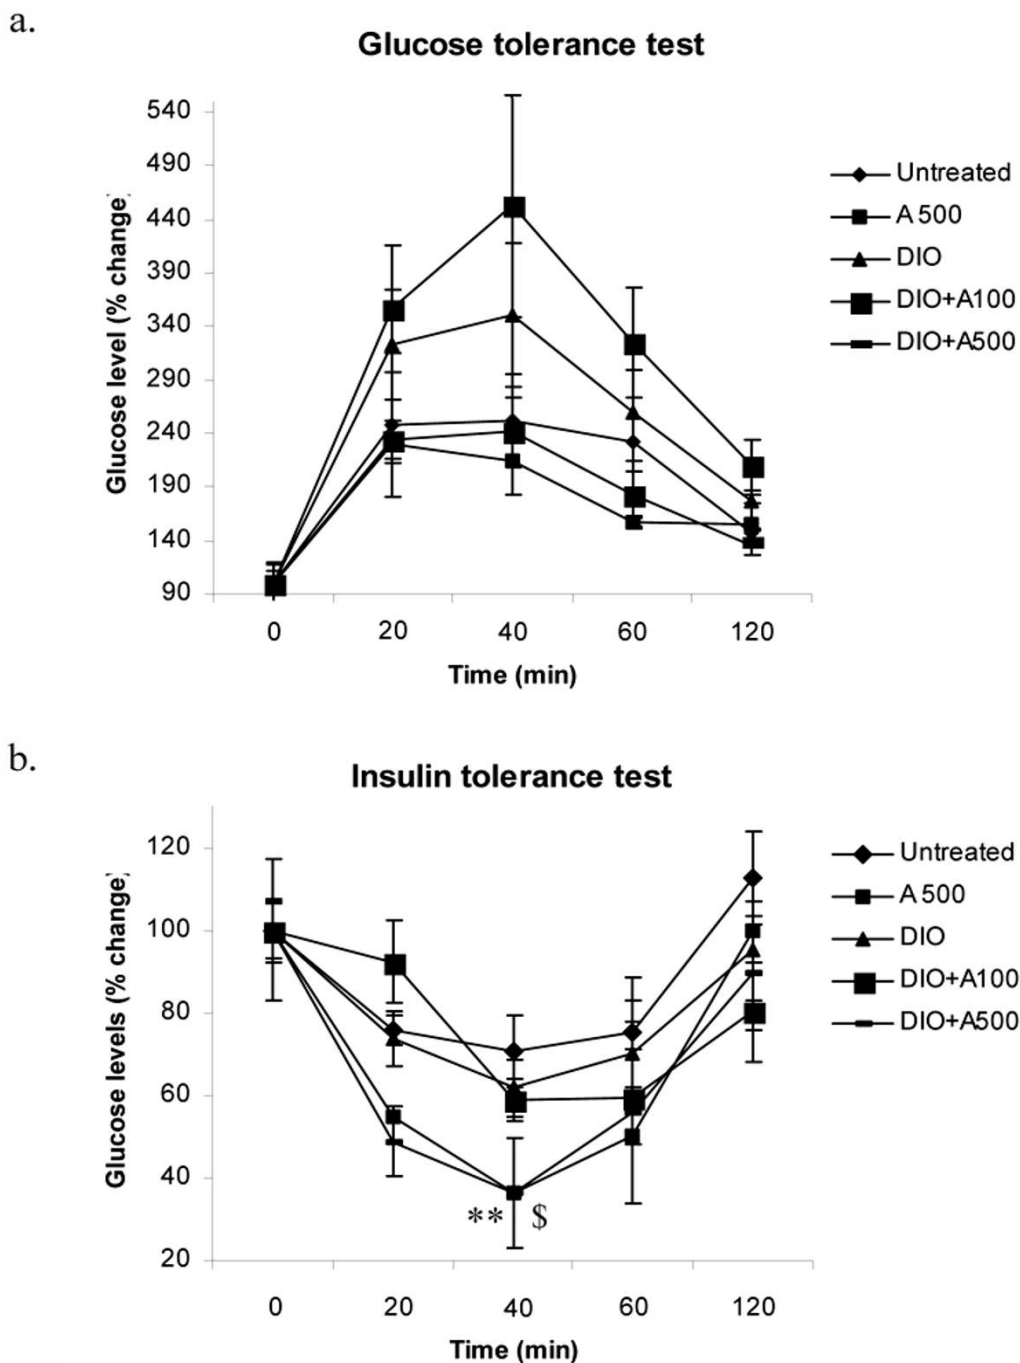 a.
Glucose tolerance test
Glucose level (% change)
540
490
440
390
340
290
240
190
140
90
0 20 40 60 120
Time (min)
Untreated
A 500
DIO
DIO+A100
DIO+A500
b.
Insulin tolerance test
Glucose levels (% change)
120
100
80
60
40
20
** $
0 20 40 60 120
Time (min)
Untreated
A 500
DIO
DIO+A100
DIO+A500